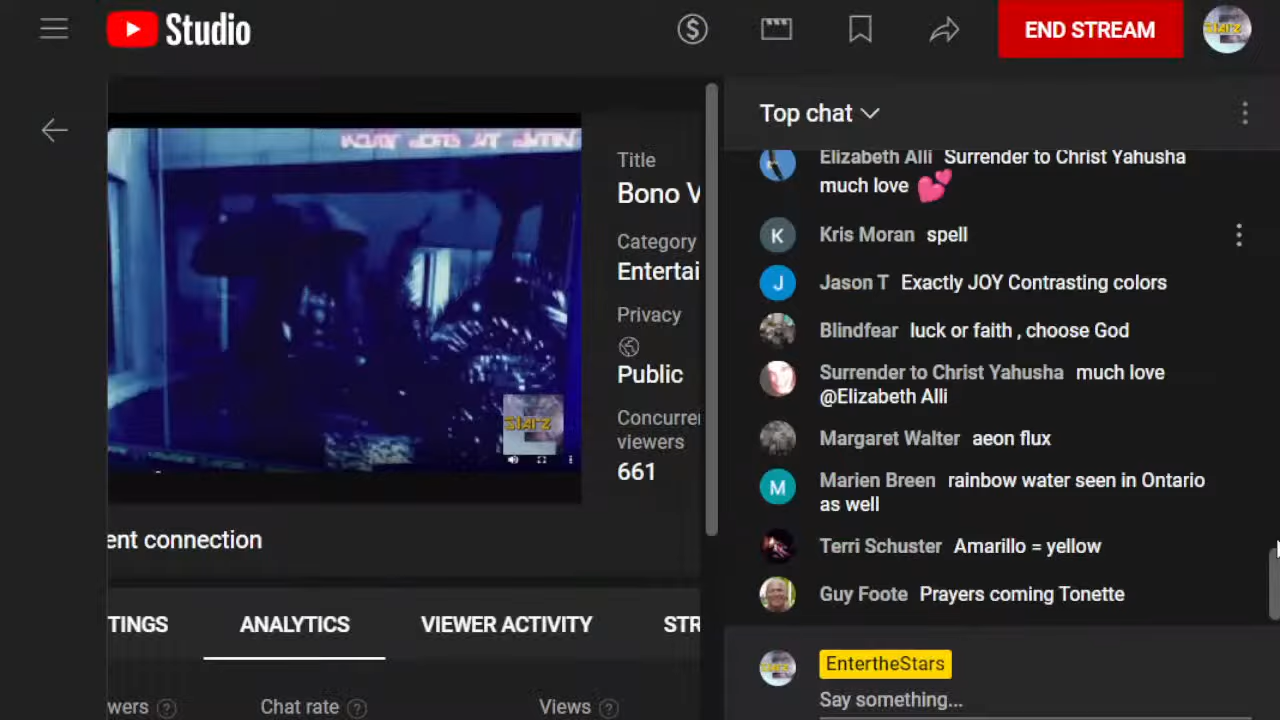 Studio
END STREAM
Starz
Top chat
Title
Bono V
Category
Entertai
Privacy
Public
Concurre
viewers
661
Starz
ent connection
TINGS
ANALYTICS
VIEWER ACTIVITY
STR
wers
Chat rate
Views
Elizabeth Alli Surrender to Christ Yahusha
much love
K
Kris Moran spell
J
Jason T Exactly JOY Contrasting colors
Blindfear luck or faith , choose God
Surrender to Christ Yahusha much love
@Elizabeth Alli
Margaret Walter aeon flux
M
Marien Breen rainbow water seen in Ontario
as well
Terri Schuster Amarillo = yellow
Guy Foote Prayers coming Tonette
EntertheStars
Say something...